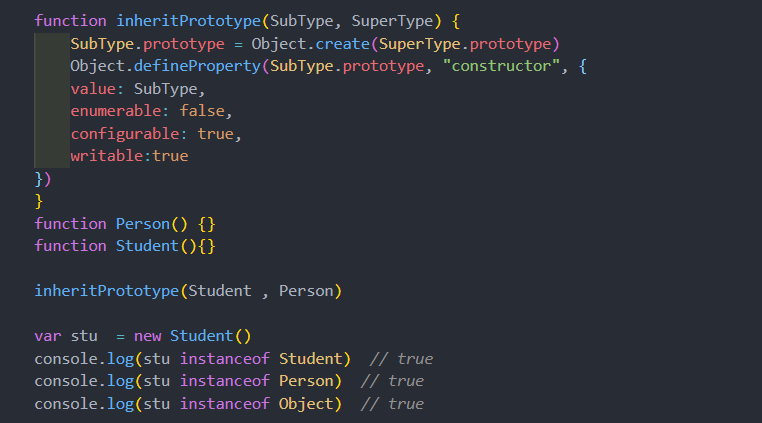 function inheritPrototype(SubType, SuperType) {
SubType.prototype = Object.create(SuperType.prototype)
Object.defineProperty(SubType.prototype, "constructor", {
value: SubType,
enumerable: false,
configurable: true,
writable:true
})
}
function Person() {}
function Student(){}
inheritPrototype(Student , Person)
var stu  = new Student()
console.log(stu instanceof Student)  // true
console.log(stu instanceof Person)  // true
console.log(stu instanceof Object)  // true